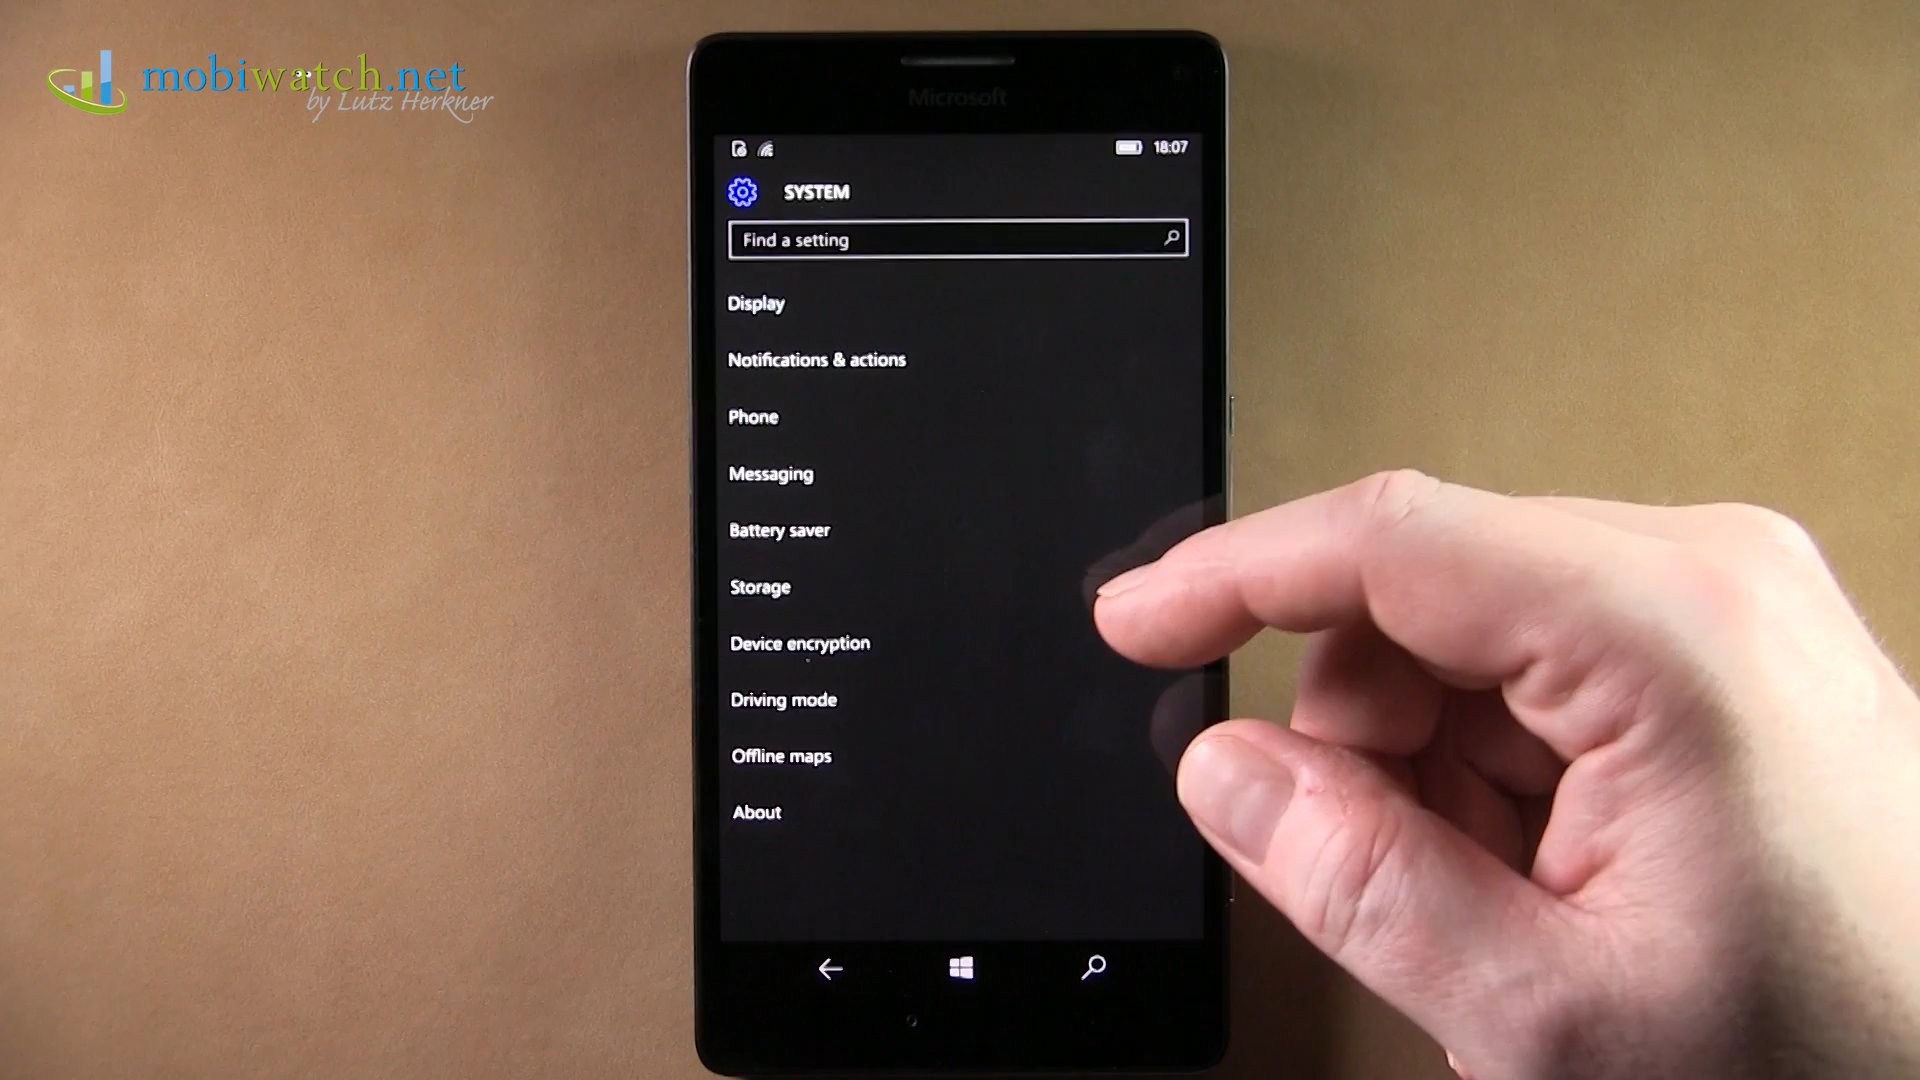 mobiwatch.net
by Lutz Herkner
Microsoft
18:07
SYSTEM
Find a setting
Display
Notifications & actions
Phone
Messaging
Battery saver
Storage
Device encryption
Driving mode
Offline maps
About